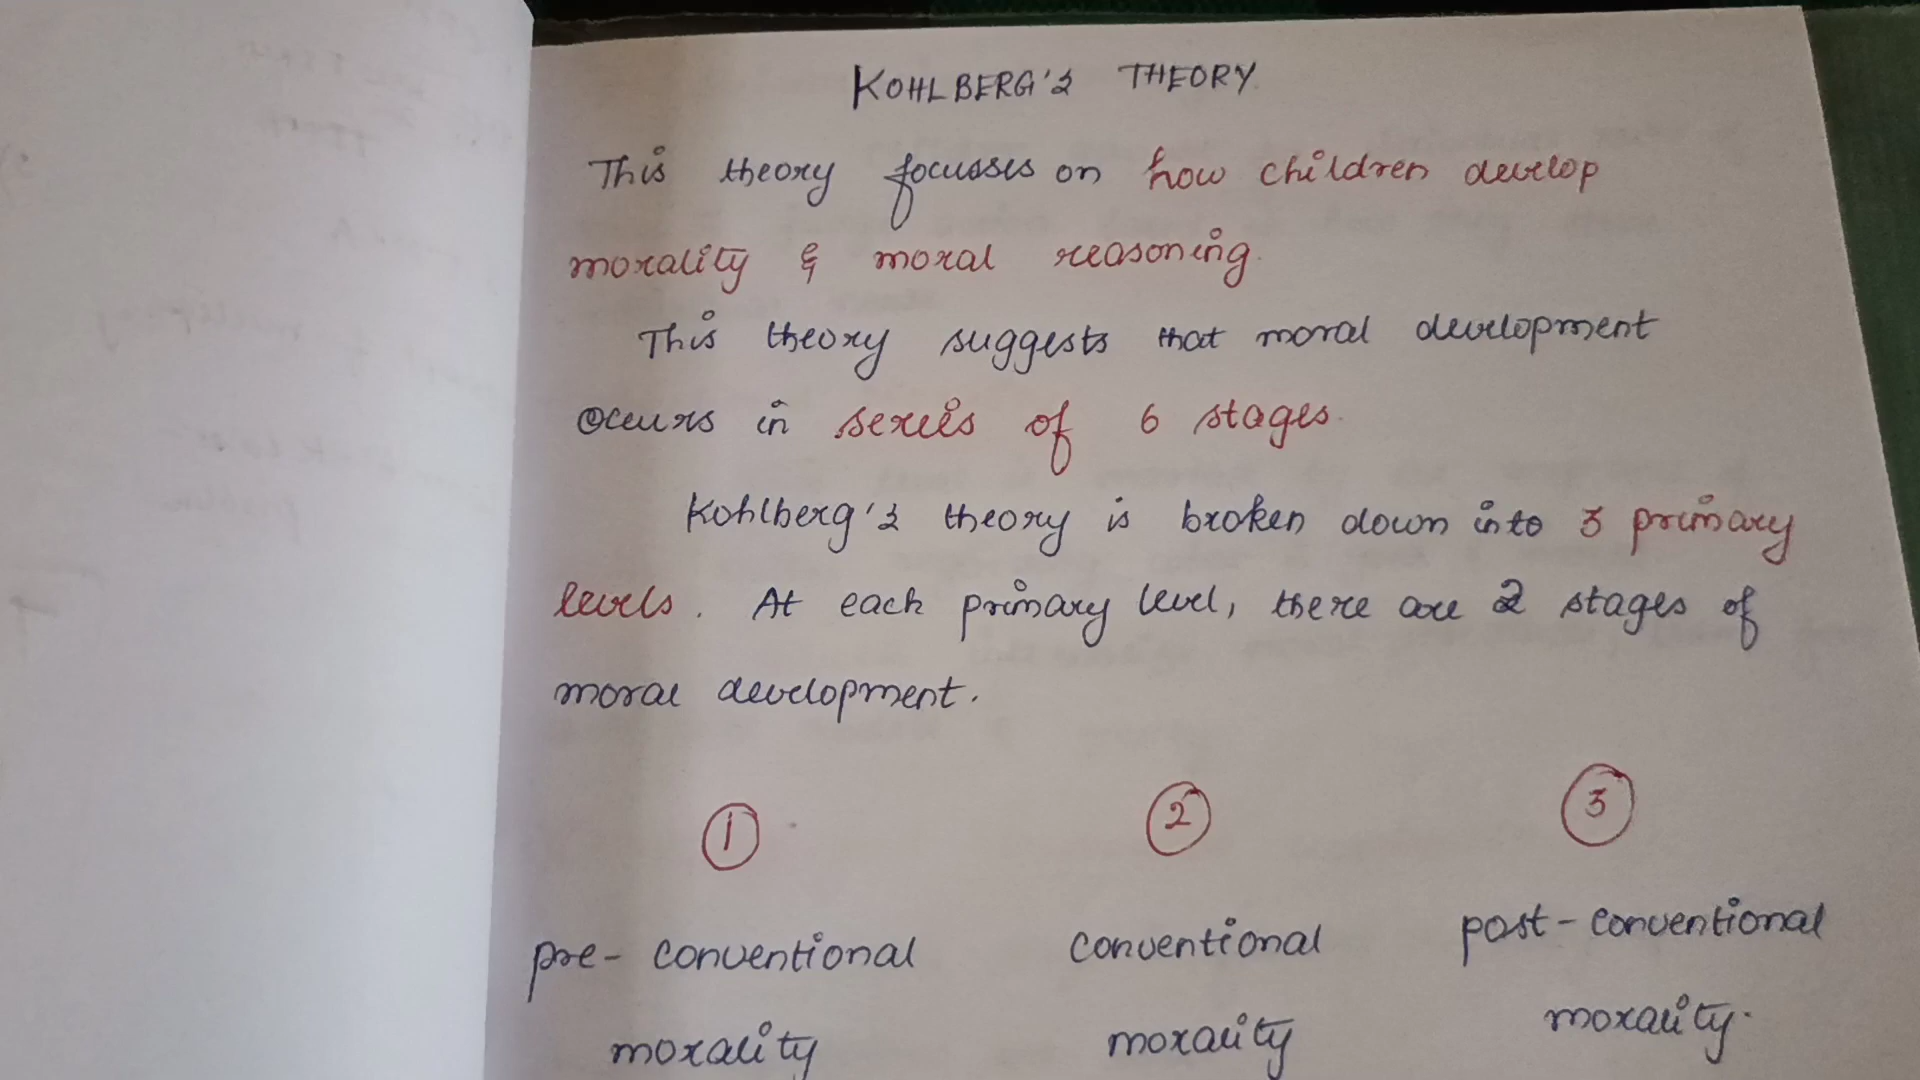 KOHLBERG'S THEORY
This theory focusses on how children develop
morality & moral reasoning.
This theory suggests that moral development
occurs in series of 6 stages.
Kohlberg's theory is broken down into 3 primary
levels. At each primary level, there are 2 stages of
moral development.
1 2 3
pre-conventional conventional post-conventional
morality morality morality.